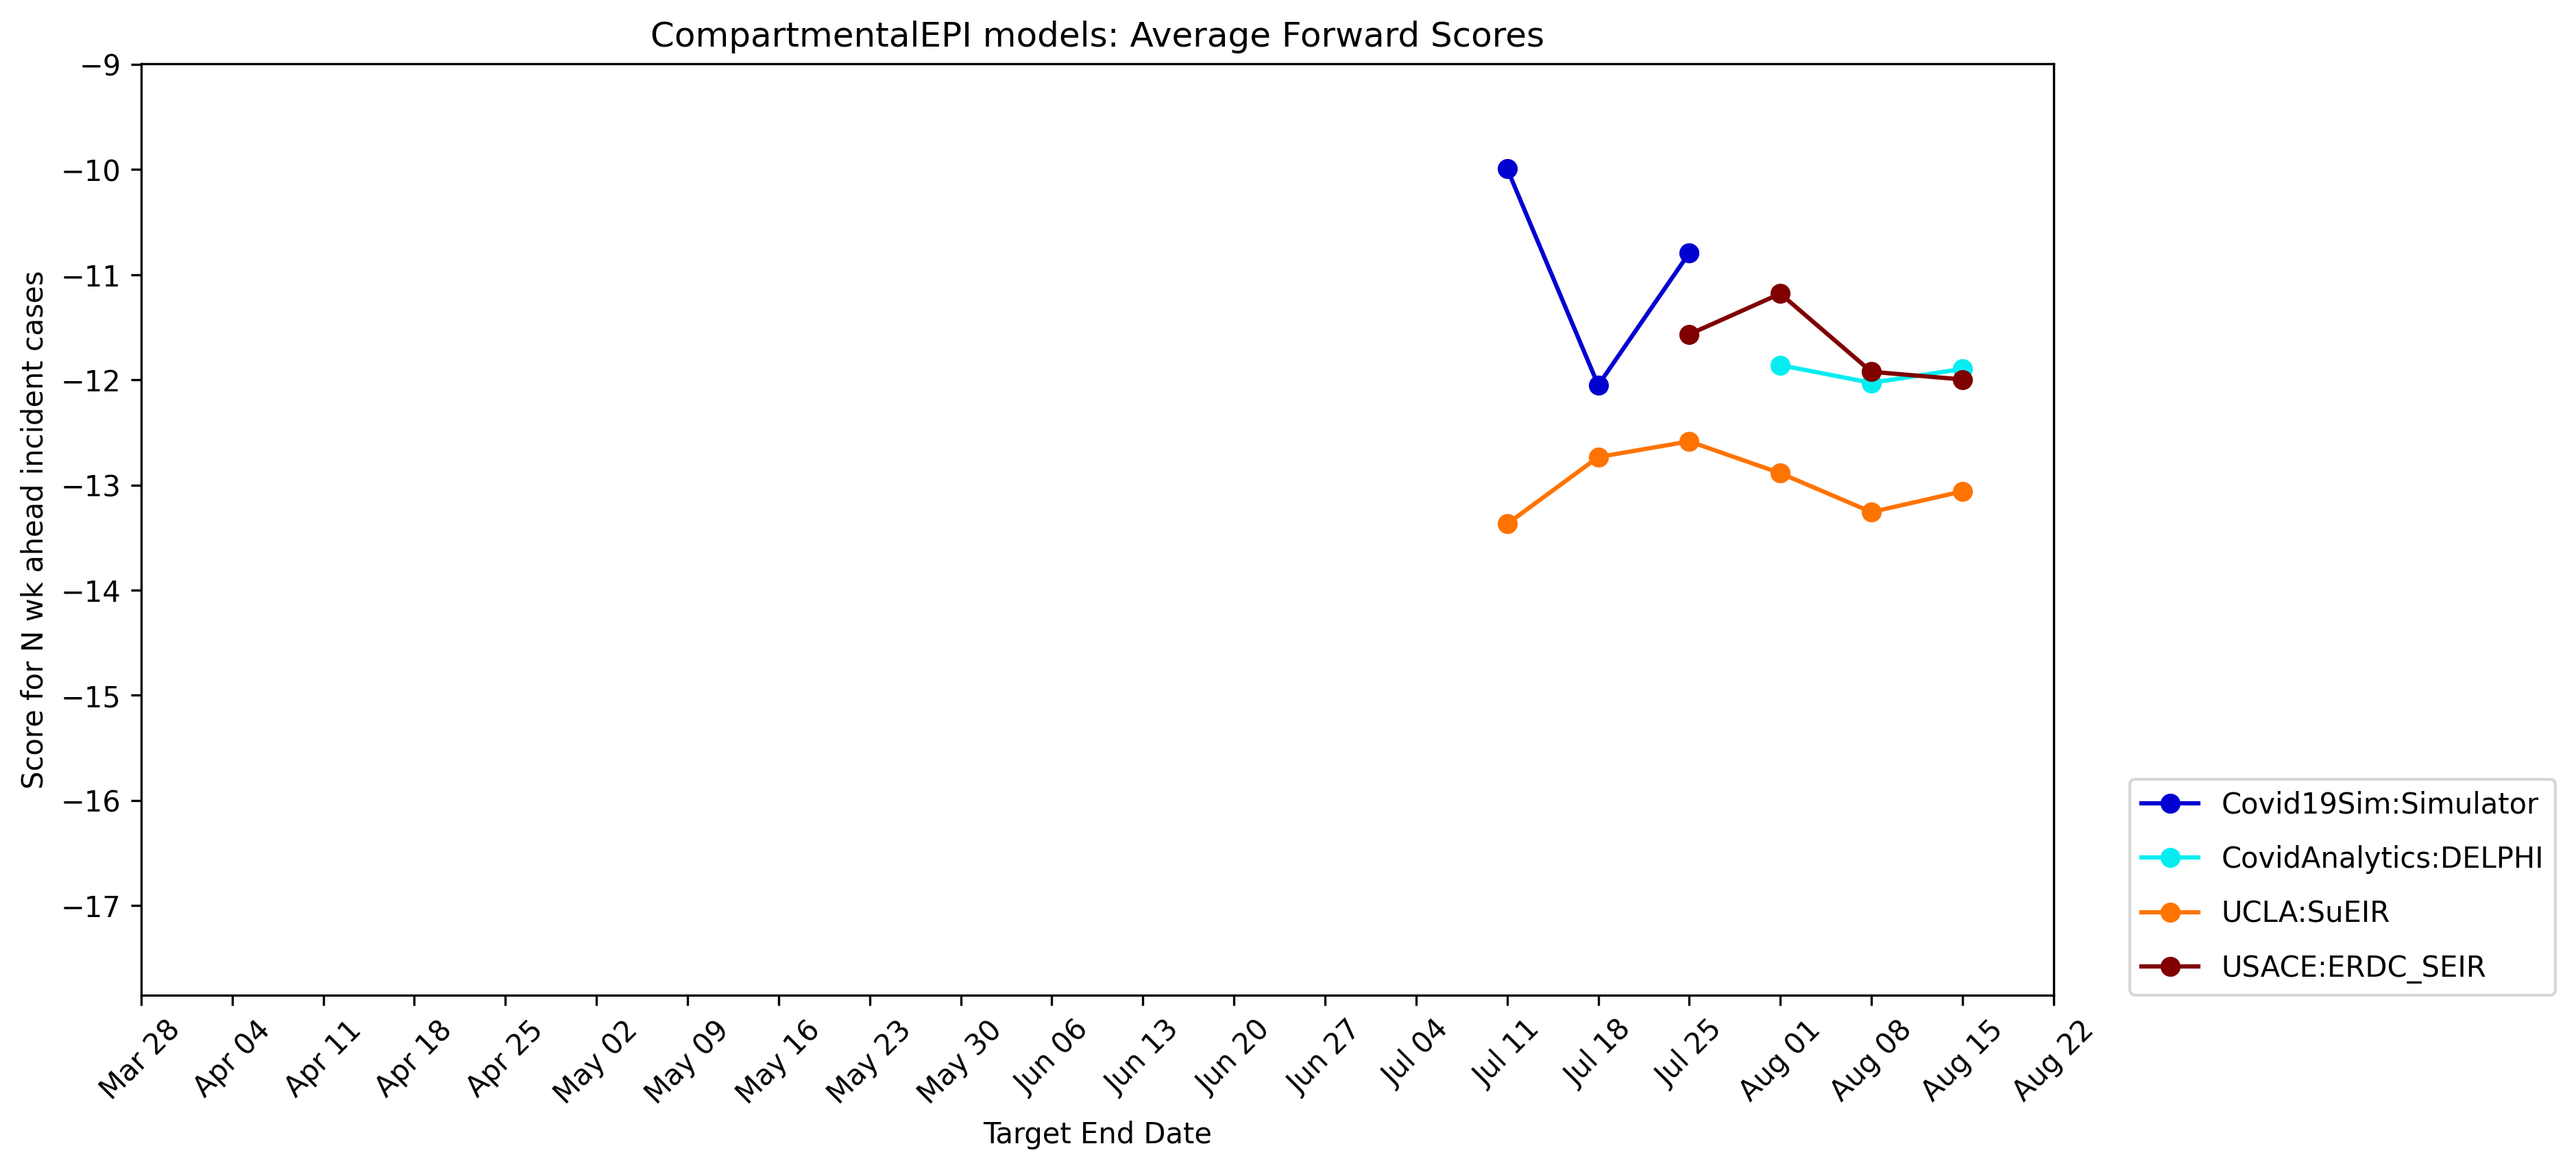 CompartmentalEPI models: Average Forward Scores
Score for N wk ahead incident cases
−9
−10
−11
−12
−13
−14
−15
−16
−17
Mar 28
Apr 04
Apr 11
Apr 18
Apr 25
May 02
May 09
May 16
May 23
May 30
Jun 06
Jun 13
Jun 20
Jun 27
Jul 04
Jul 11
Jul 18
Jul 25
Aug 01
Aug 08
Aug 15
Aug 22
Target End Date
Covid19Sim:Simulator
CovidAnalytics:DELPHI
UCLA:SuEIR
USACE:ERDC_SEIR